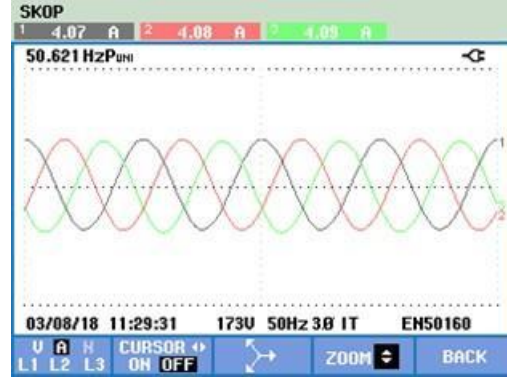 SKOP
1 4.07 A 2 4.08 A 3 4.09 A
50.621 HzPUNI
1
2
03/08/18 11:29:31 173V 50Hz 3Ø IT EN50160
V A N CURSOR ZOOM BACK
L1 L2 L3 ON OFF